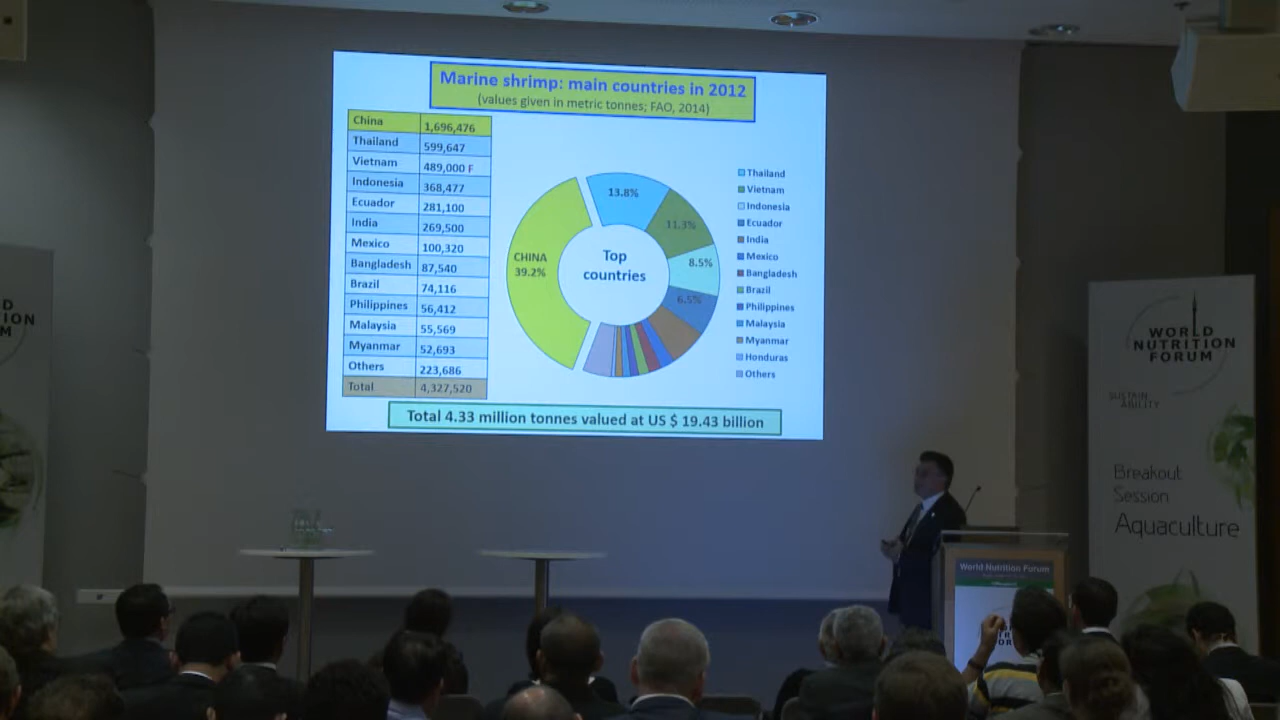 Marine shrimp: main countries in 2012
(values given in metric tonnes; FAO, 2014)
China 1,696,476
Thailand 599,647
Vietnam 489,000 F
Indonesia 368,477
Ecuador 281,100
India 269,500
Mexico 100,320
Bangladesh 87,540
Brazil 74,116
Philippines 56,412
Malaysia 55,569
Myanmar 52,693
Others 223,686
Total 4,327,520
13.8%
11.3%
8.5%
6.5%
CHINA
39.2%
Top
countries
Thailand
Vietnam
Indonesia
Ecuador
India
Mexico
Bangladesh
Brazil
Philippines
Malaysia
Myanmar
Honduras
Others
Total 4.33 million tonnes valued at US $ 19.43 billion
WORLD
NUTRITION
FORUM
SUSTAIN
ABILITY
Breakout
Session
Aquaculture
World Nutrition Forum